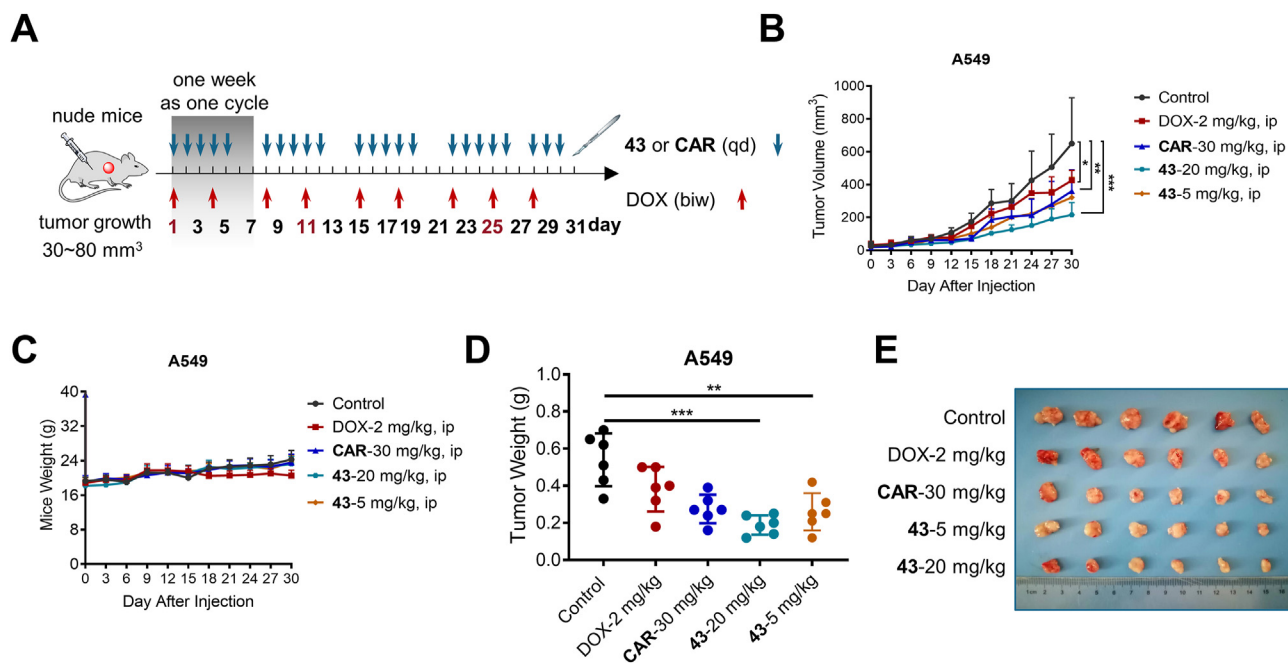 A
one week
as one cycle
nude mice
43 or CAR (qd)
DOX (biw)
tumor growth
30~80 mm³
1 3 5 7 9 11 13 15 17 19 21 23 25 27 29 31 day
B
A549
Tumor Volume (mm³)
1000
800
600
400
200
0
0 3 6 9 12 15 18 21 24 27 30
Day After Injection
*
**
***
Control
DOX-2 mg/kg, ip
CAR-30 mg/kg, ip
43-20 mg/kg, ip
43-5 mg/kg, ip
C
A549
Mice Weight (g)
40
32
24
16
8
0
0 3 6 9 12 15 18 21 24 27 30
Day After Injection
Control
DOX-2 mg/kg, ip
CAR-30 mg/kg, ip
43-20 mg/kg, ip
43-5 mg/kg, ip
D
A549
Tumor Weight (g)
1.0
0.8
0.6
0.4
0.2
0.0
**
***
Control
DOX-2 mg/kg
CAR-30 mg/kg
43-20 mg/kg
43-5 mg/kg
E
Control
DOX-2 mg/kg
CAR-30 mg/kg
43-5 mg/kg
43-20 mg/kg